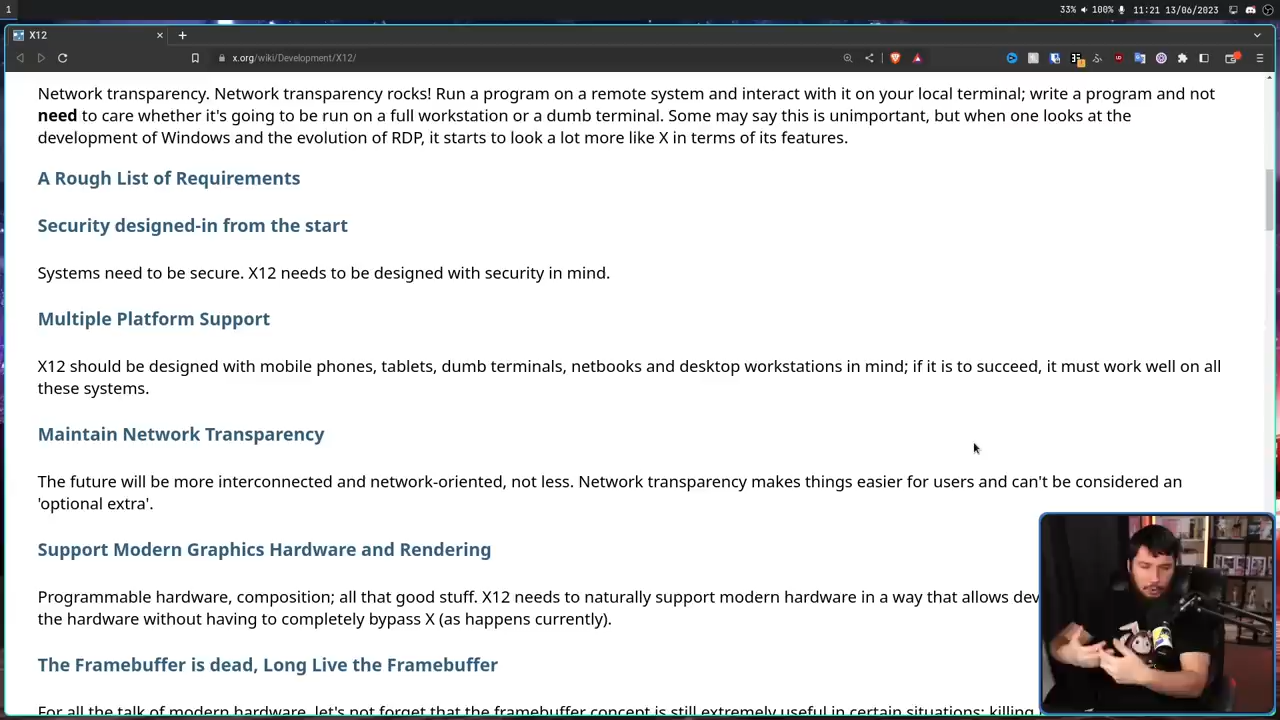 1
33%
100%
11:21 13/06/2023
X12
x.org/wiki/Development/X12/
Network transparency. Network transparency rocks! Run a program on a remote system and interact with it on your local terminal; write a program and not
need to care whether it's going to be run on a full workstation or a dumb terminal. Some may say this is unimportant, but when one looks at the
development of Windows and the evolution of RDP, it starts to look a lot more like X in terms of its features.
A Rough List of Requirements
Security designed-in from the start
Systems need to be secure. X12 needs to be designed with security in mind.
Multiple Platform Support
X12 should be designed with mobile phones, tablets, dumb terminals, netbooks and desktop workstations in mind; if it is to succeed, it must work well on all
these systems.
Maintain Network Transparency
The future will be more interconnected and network-oriented, not less. Network transparency makes things easier for users and can't be considered an
'optional extra'.
Support Modern Graphics Hardware and Rendering
Programmable hardware, composition; all that good stuff. X12 needs to naturally support modern hardware in a way that allows dev
the hardware without having to completely bypass X (as happens currently).
The Framebuffer is dead, Long Live the Framebuffer
For all the talk of modern hardware, let's not forget that the framebuffer concept is still extremely useful in certain situations; killing